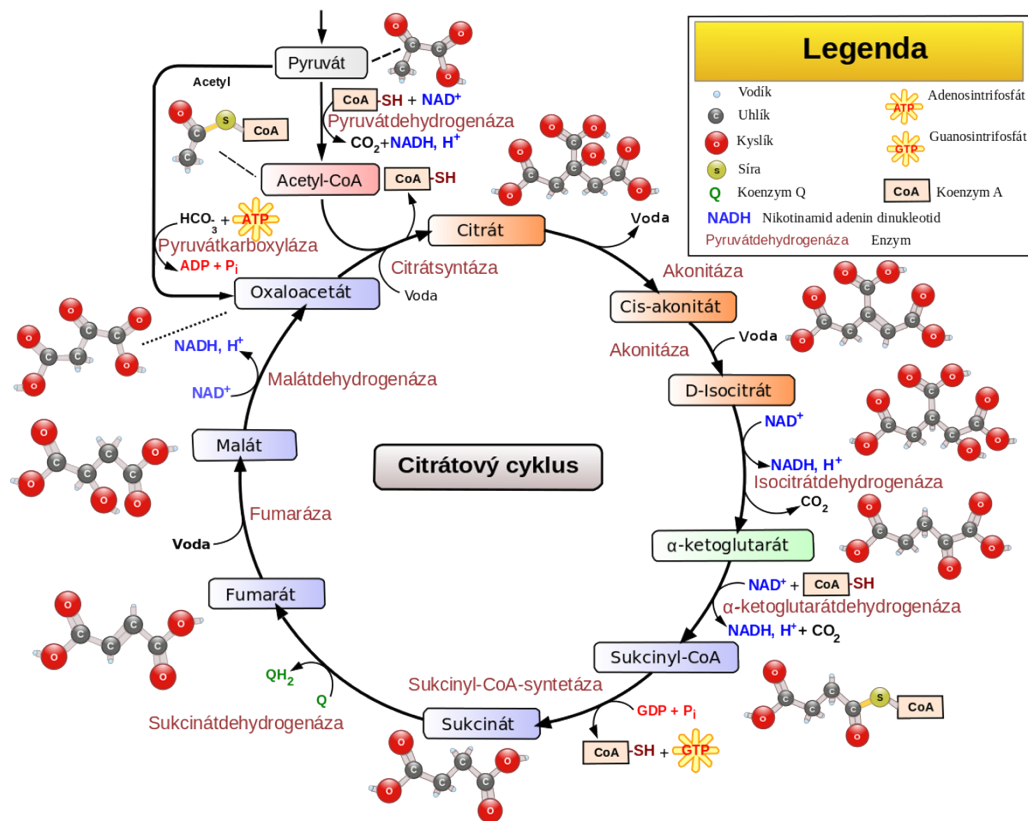 Legenda
Vodík
Uhlík
Kyslík
Síra
Q Koenzym Q
NADH Nikotinamid adenin dinukleotid
Pyruvátdehydrogenáza Enzym
ATP Adenosintrifosfát
GTP Guanosintrifosfát
CoA Koenzym A
Pyruvát
Acetyl
CoA-SH + NAD⁺
Pyruvátdehydrogenáza
CO₂+NADH, H⁺
Acetyl-CoA
CoA-SH
HCO₃⁻ + ATP
Pyruvátkarboxyláza
ADP + Pᵢ
Citrát
Citrátsyntáza
Voda
Oxaloacetát
Voda
Akonitáza
Cis-akonitát
Akonitáza
Voda
D-Isocitrát
NAD⁺
NADH, H⁺
Isocitrátdehydrogenáza
CO₂
α-ketoglutarát
NAD⁺ + CoA-SH
α-ketoglutarátdehydrogenáza
NADH, H⁺ + CO₂
Sukcinyl-CoA
Sukcinyl-CoA-syntetáza
GDP + Pᵢ
CoA-SH + GTP
Sukcinát
Q
QH₂
Sukcinátdehydrogenáza
Fumarát
Voda
Fumaráza
Malát
NAD⁺
Malátdehydrogenáza
NADH, H⁺
Citrátový cyklus